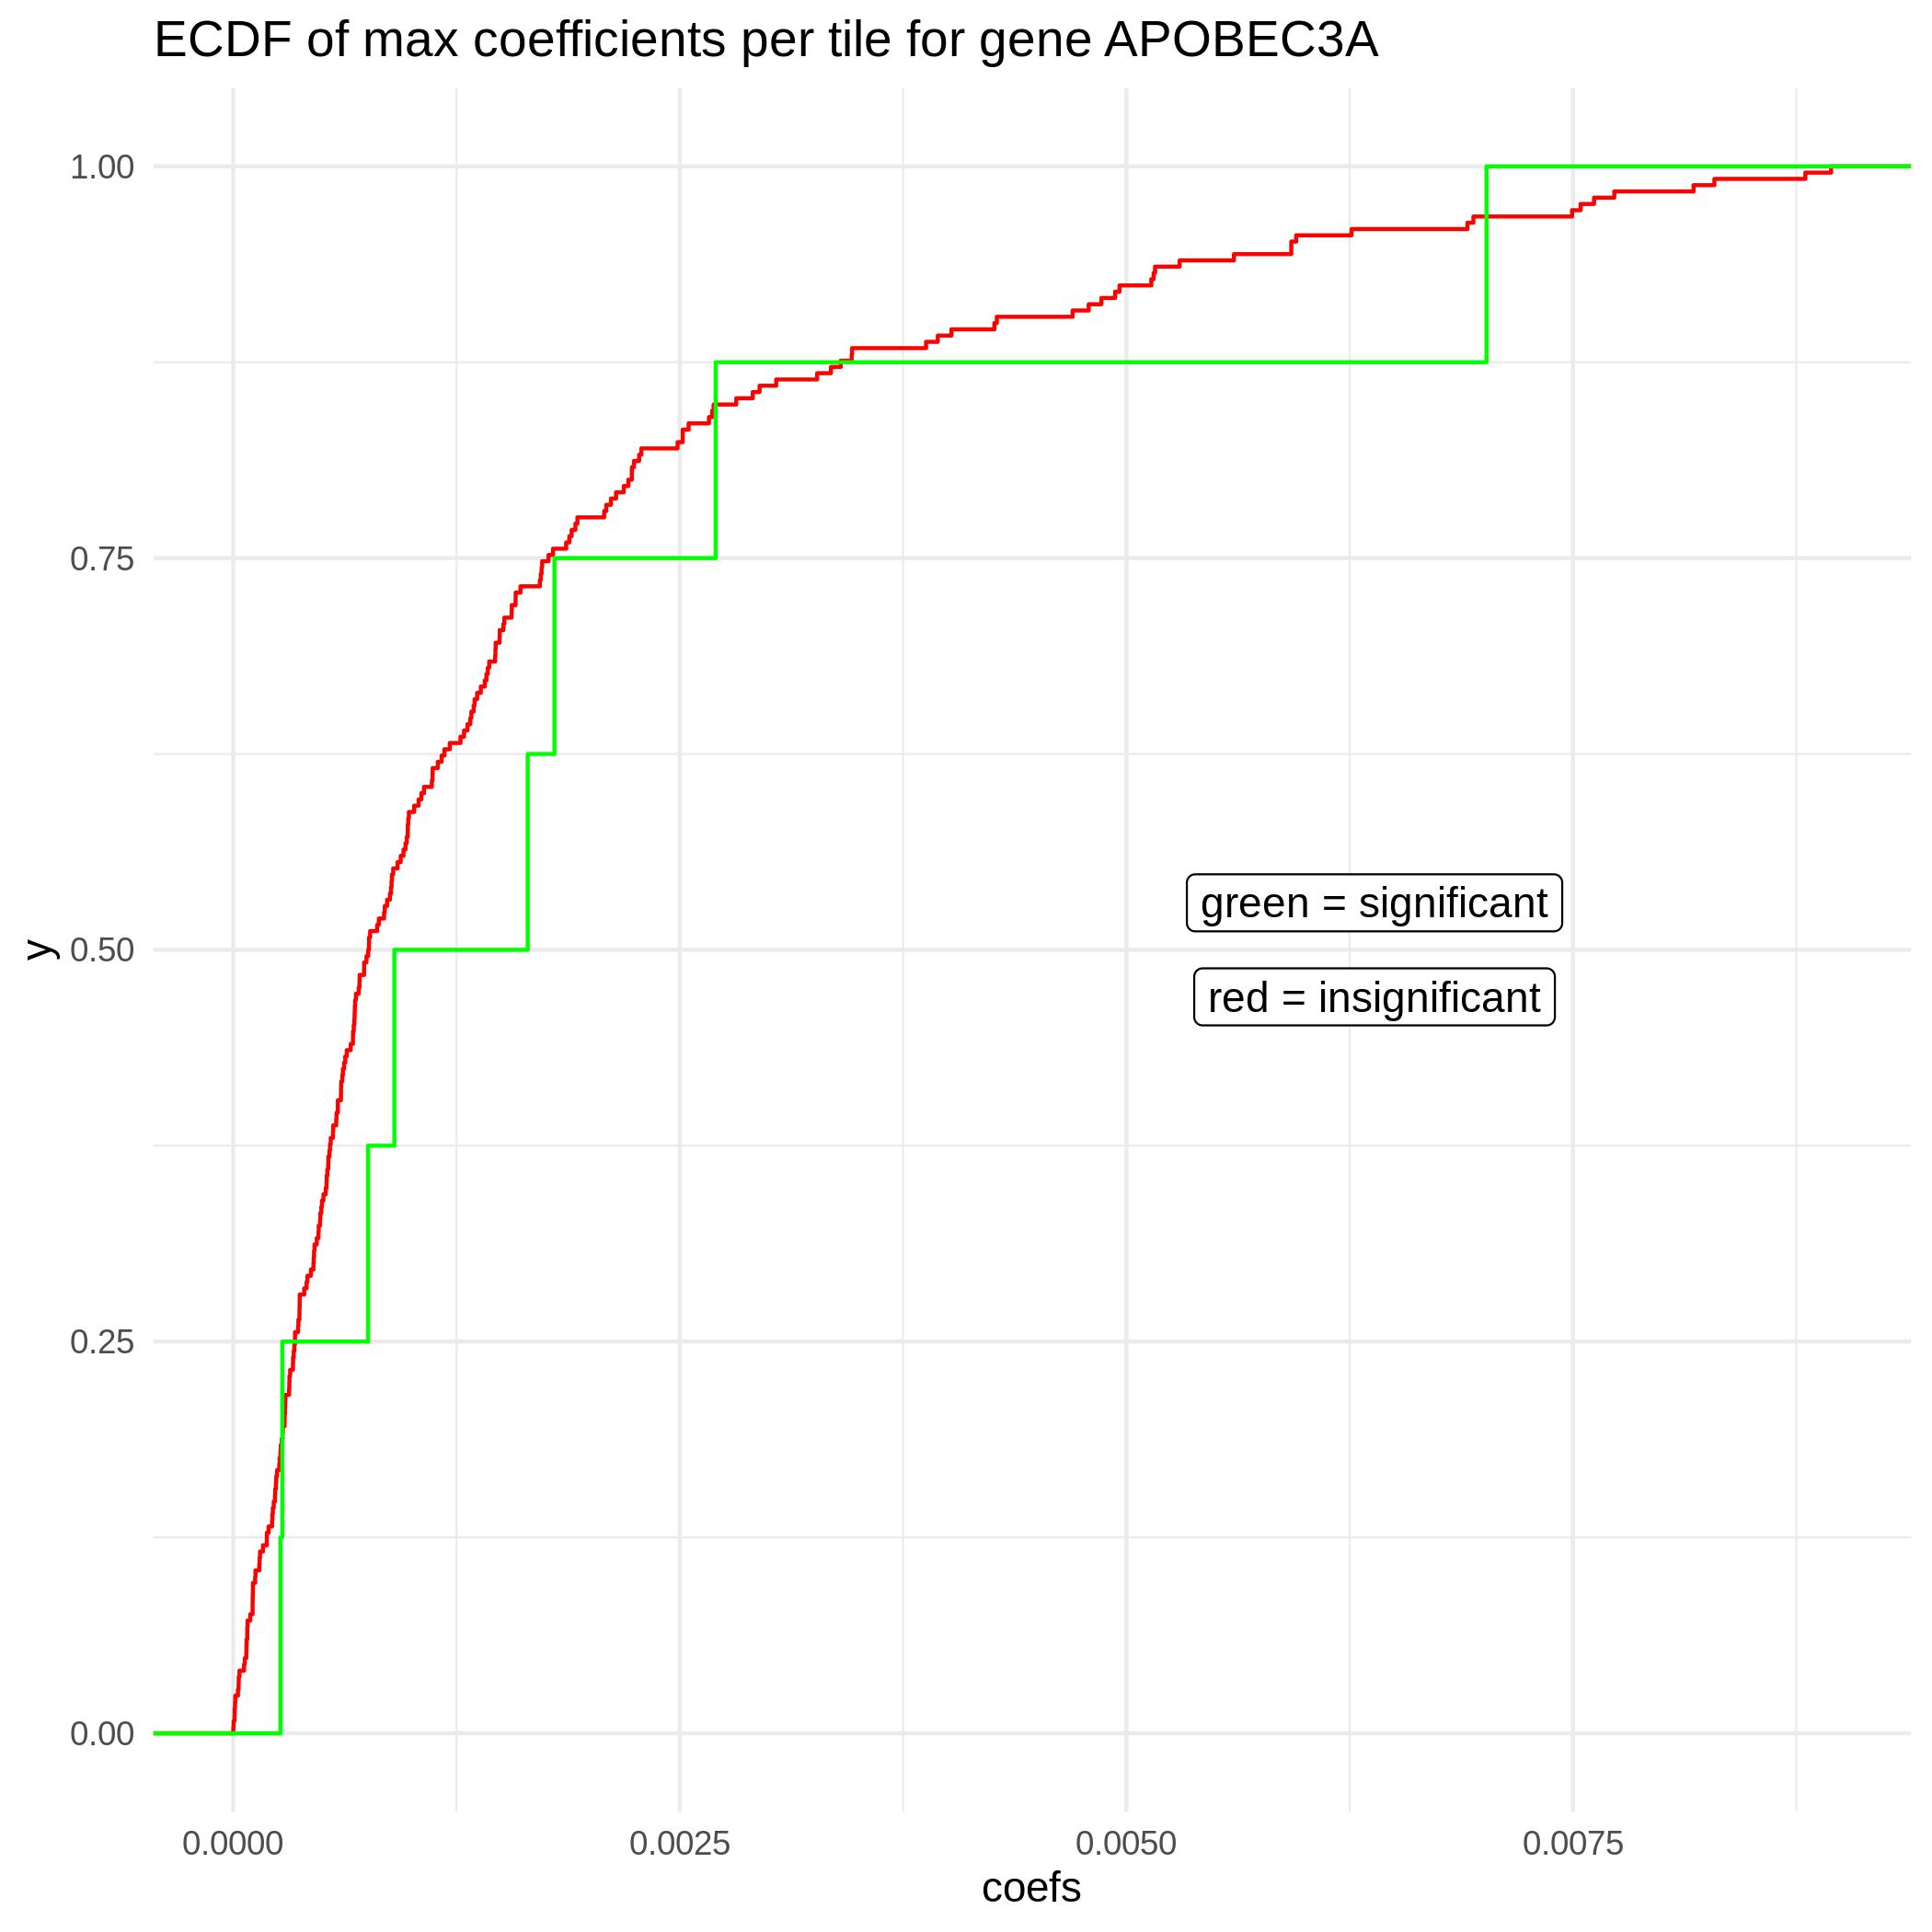 ECDF of max coefficients per tile for gene APOBEC3A
1.00
0.75
green = significant
y
0.50
red = insignificant
0.25
0.00
0.0000
0.0025
0.0050
0.0075
coefs